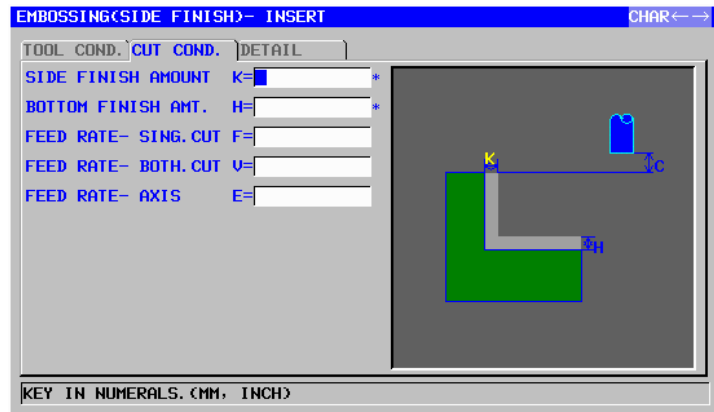 EMBOSSING(SIDE FINISH)- INSERT CHAR←→
TOOL COND. CUT COND. DETAIL
SIDE FINISH AMOUNT K= *
BOTTOM FINISH AMT. H= *
FEED RATE- SING.CUT F=
FEED RATE- BOTH.CUT V=
FEED RATE- AXIS E=
K
C
H
KEY IN NUMERALS.(MM, INCH)